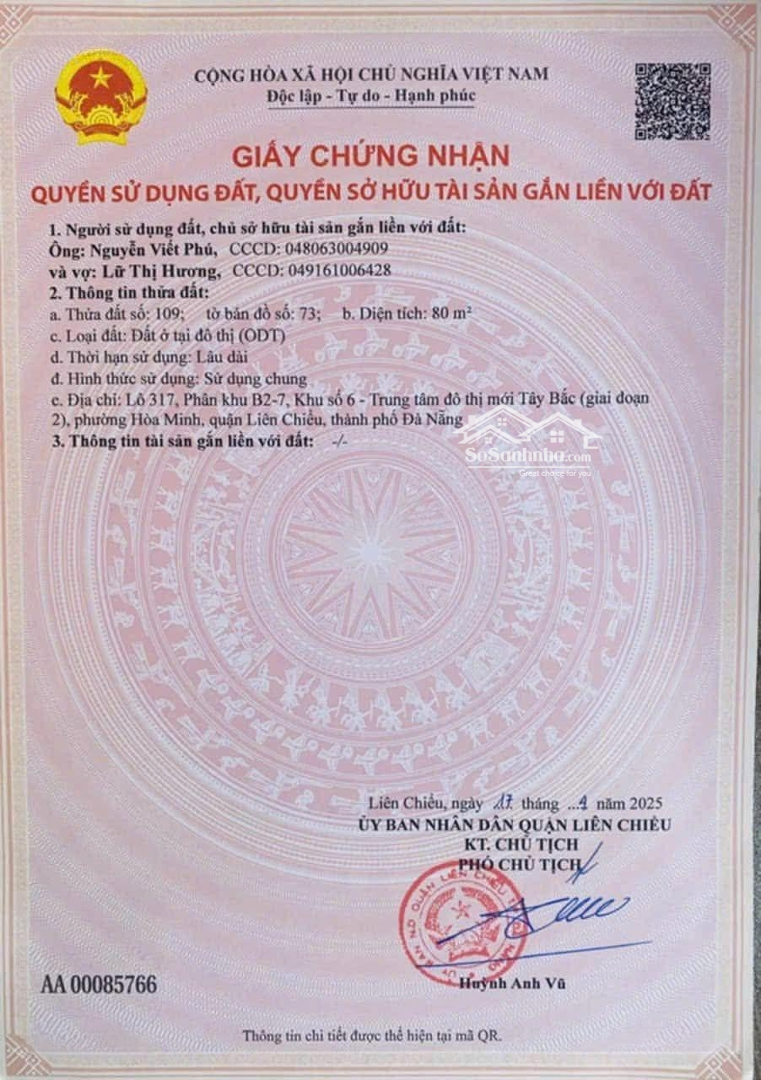 CỘNG HÒA XÃ HỘI CHỦ NGHĨA VIỆT NAM
Độc lập - Tự do - Hạnh phúc
GIẤY CHỨNG NHẬN
QUYỀN SỬ DỤNG ĐẤT, QUYỀN SỞ HỮU TÀI SẢN GẮN LIỀN VỚI ĐẤT
1. Người sử dụng đất, chủ sở hữu tài sản gắn liền với đất:
Ông: Nguyễn Viết Phú, CCCD: 048063004909
và vợ: Lữ Thị Hương, CCCD: 049161006428
2. Thông tin thửa đất:
a. Thửa đất số: 109; tờ bản đồ số: 73; b. Diện tích: 80 m²
c. Loại đất: Đất ở tại đô thị (ODT)
d. Thời hạn sử dụng: Lâu dài
đ. Hình thức sử dụng: Sử dụng chung
e. Địa chỉ: Lô 317, Phân khu B2-7, Khu số 6 - Trung tâm đô thị mới Tây Bắc (giai đoạn
2), phường Hòa Minh, quận Liên Chiểu, thành phố Đà Nẵng
3. Thông tin tài sản gắn liền với đất: -/-
SoSanhnha.com
Great choice for you
Liên Chiểu, ngày 17 tháng ...4 năm 2025
ỦY BAN NHÂN DÂN QUẬN LIÊN CHIỂU
KT. CHỦ TỊCH
PHÓ CHỦ TỊCH
Huỳnh Anh Vũ
AA 00085766
Thông tin chi tiết được thể hiện tại mã QR.